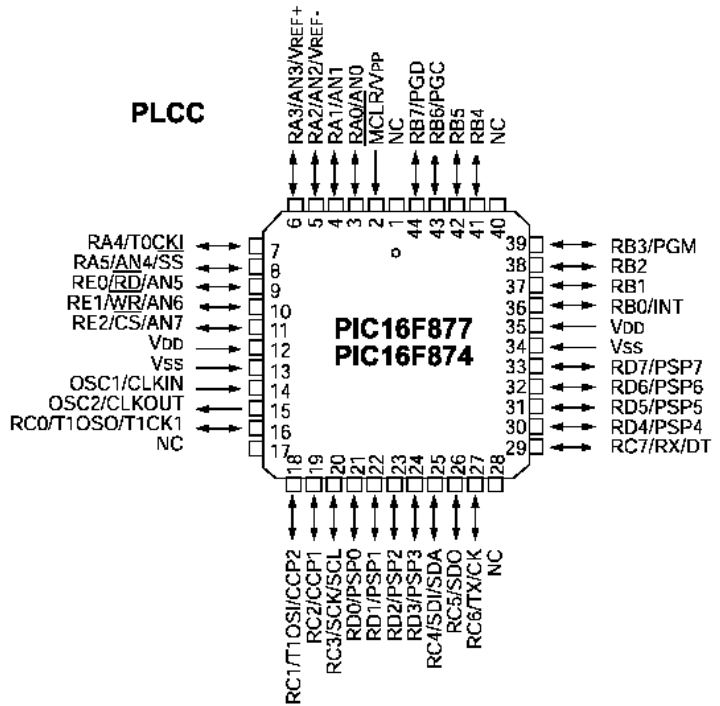 PLCC
RA3/AN3/VREF+
RA2/AN2/VREF-
RA1/AN1
RA0/AN0
MCLR/VPP
NC
RB7/PGD
RB6/PGC
RB5
RB4
NC
6
5
4
3
2
1
44
43
42
41
40
RA4/T0CKI
7
RA5/AN4/SS
8
RE0/RD/AN5
9
RE1/WR/AN6
10
RE2/CS/AN7
11
VDD
12
VSS
13
OSC1/CLKIN
14
OSC2/CLKOUT
15
RC0/T1OSO/T1CK1
16
NC
17
PIC16F877
PIC16F874
39
RB3/PGM
38
RB2
37
RB1
36
RB0/INT
35
VDD
34
VSS
33
RD7/PSP7
32
RD6/PSP6
31
RD5/PSP5
30
RD4/PSP4
29
RC7/RX/DT
18
19
20
21
22
23
24
25
26
27
28
RC1/T1OSI/CCP2
RC2/CCP1
RC3/SCK/SCL
RD0/PSP0
RD1/PSP1
RD2/PSP2
RD3/PSP3
RC4/SDI/SDA
RC5/SDO
RC6/TX/CK
NC